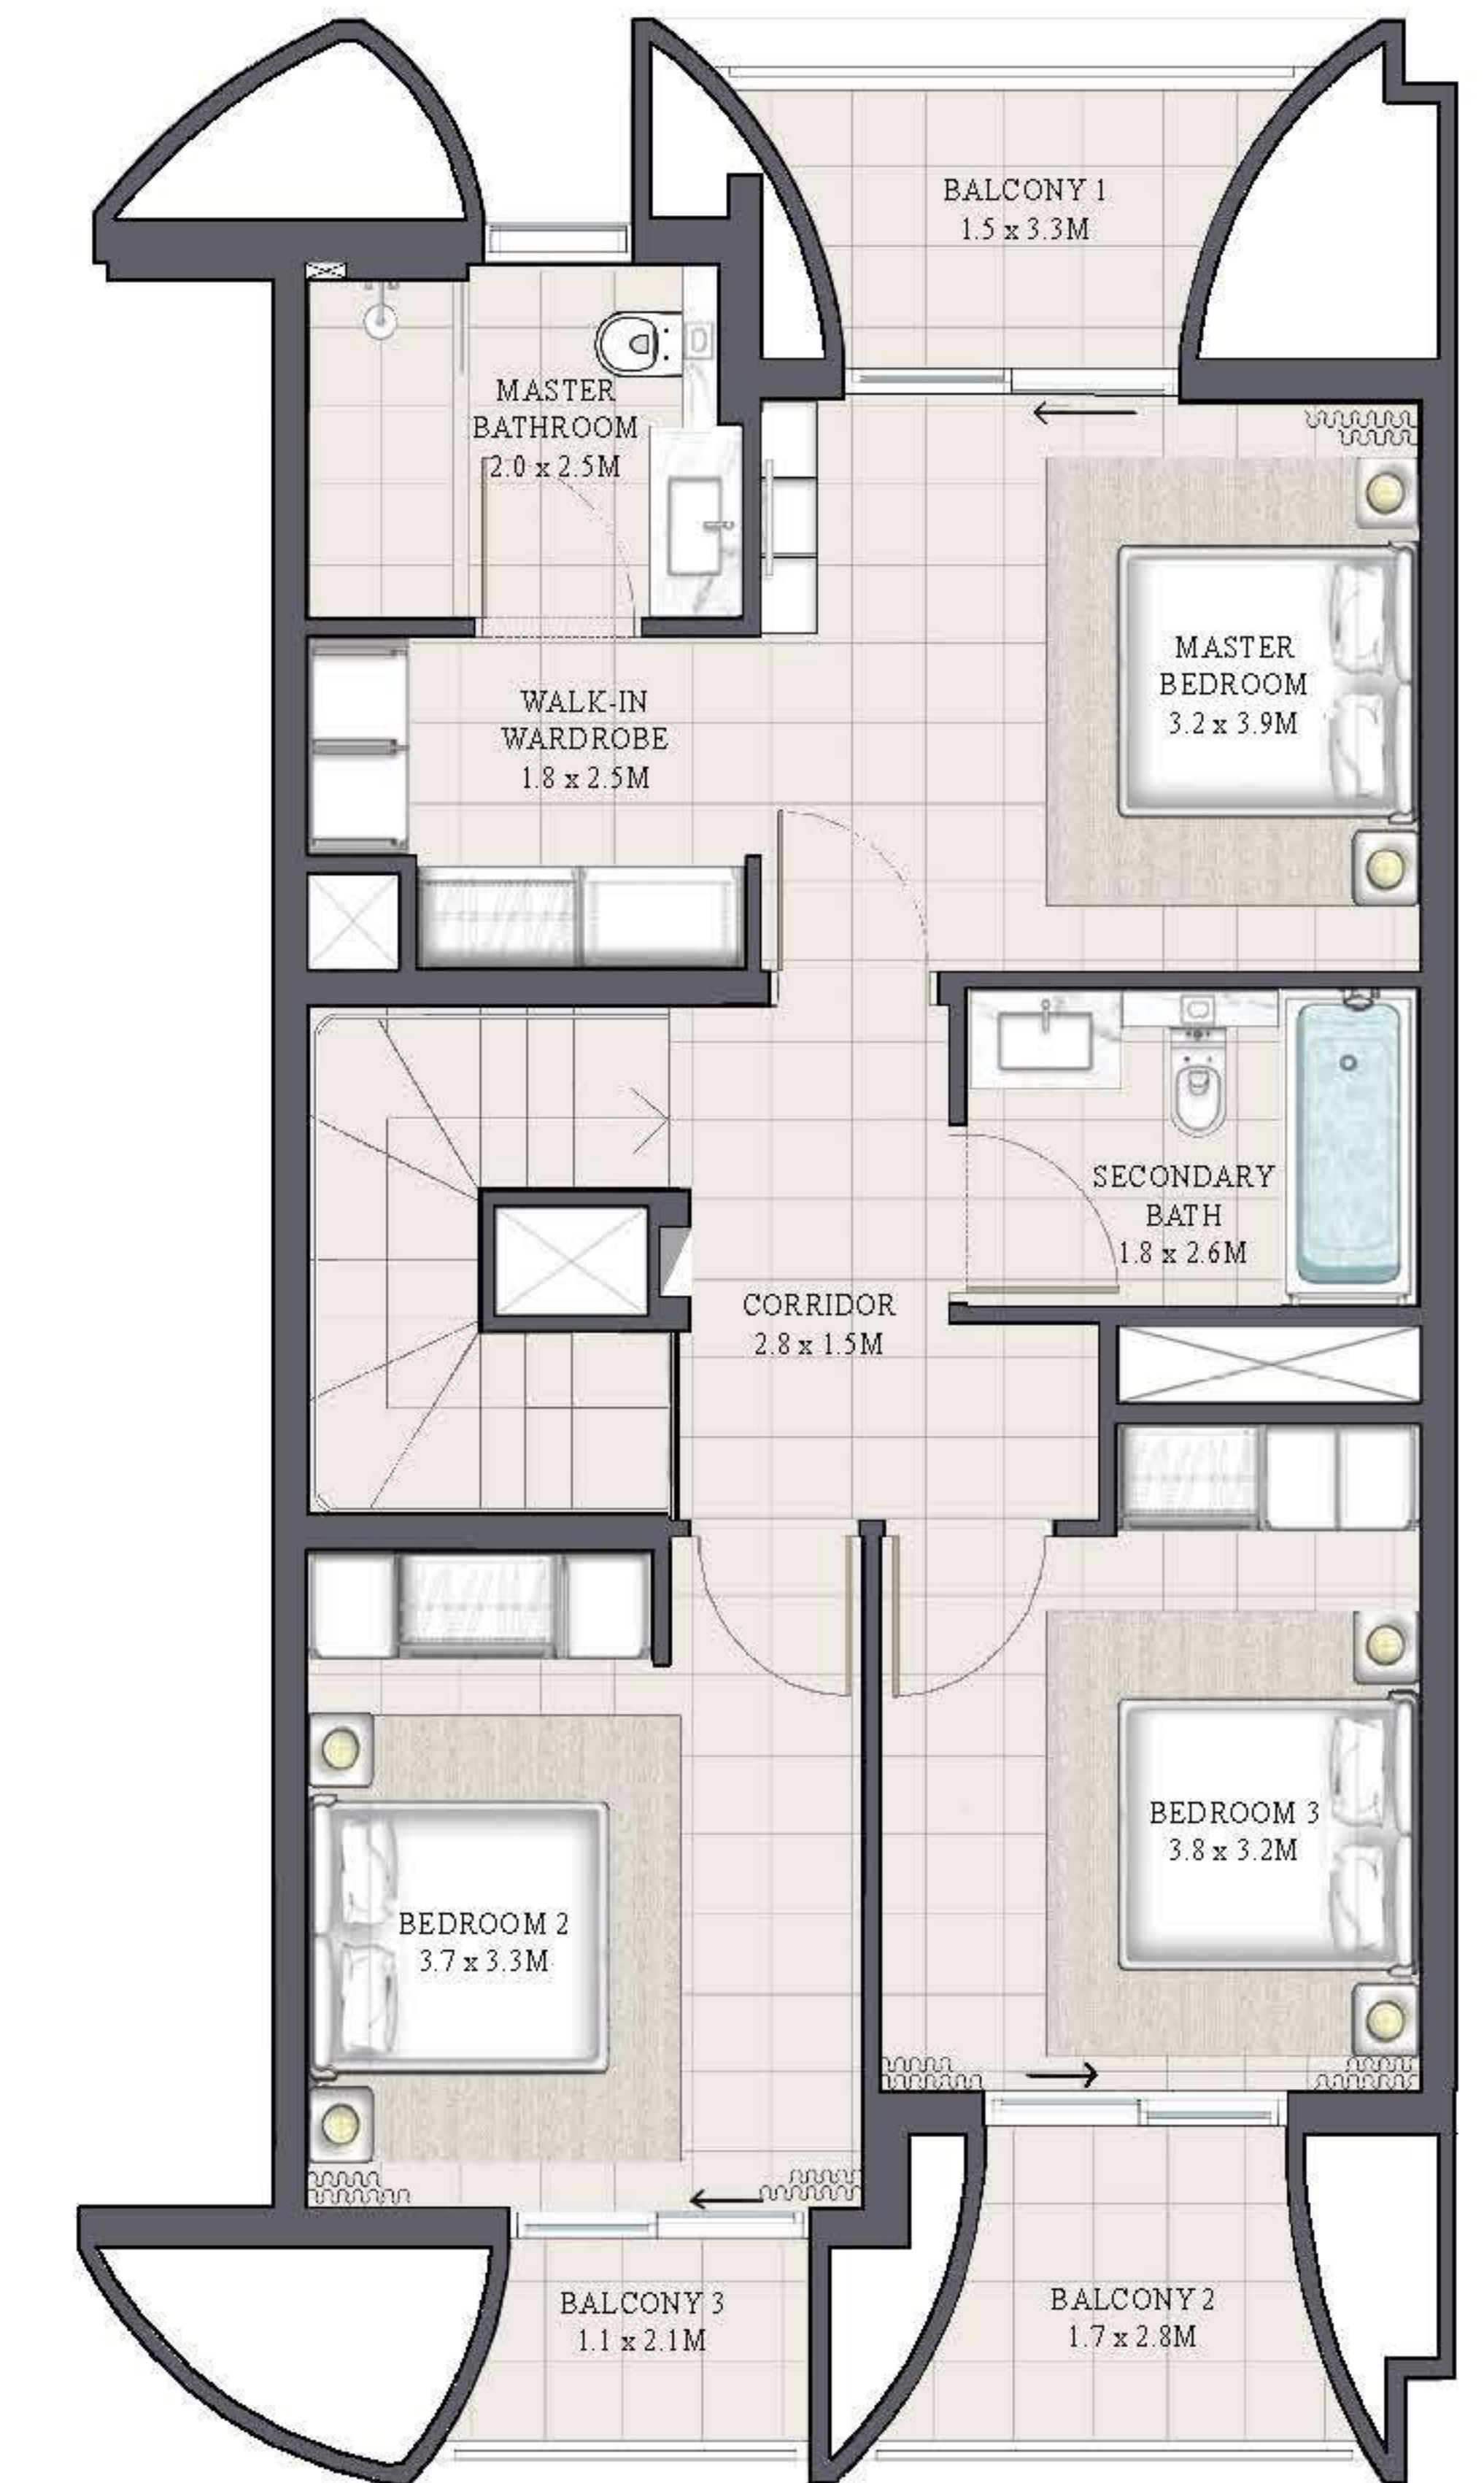 BALCONY 1
1.5 x 3.3M
MASTER
BATHROOM
2.0 x 2.5M
MASTER
BEDROOM
3.2 x 3.9M
WALK-IN
WARDROBE
1.8 x 2.5M
SECONDARY
BATH
1.8 x 2.6M
CORRIDOR
2.8 x 1.5M
BEDROOM 3
3.8 x 3.2M
BEDROOM 2
3.7 x 3.3M
BALCONY 3
1.1 x 2.1M
BALCONY 2
1.7 x 2.8M